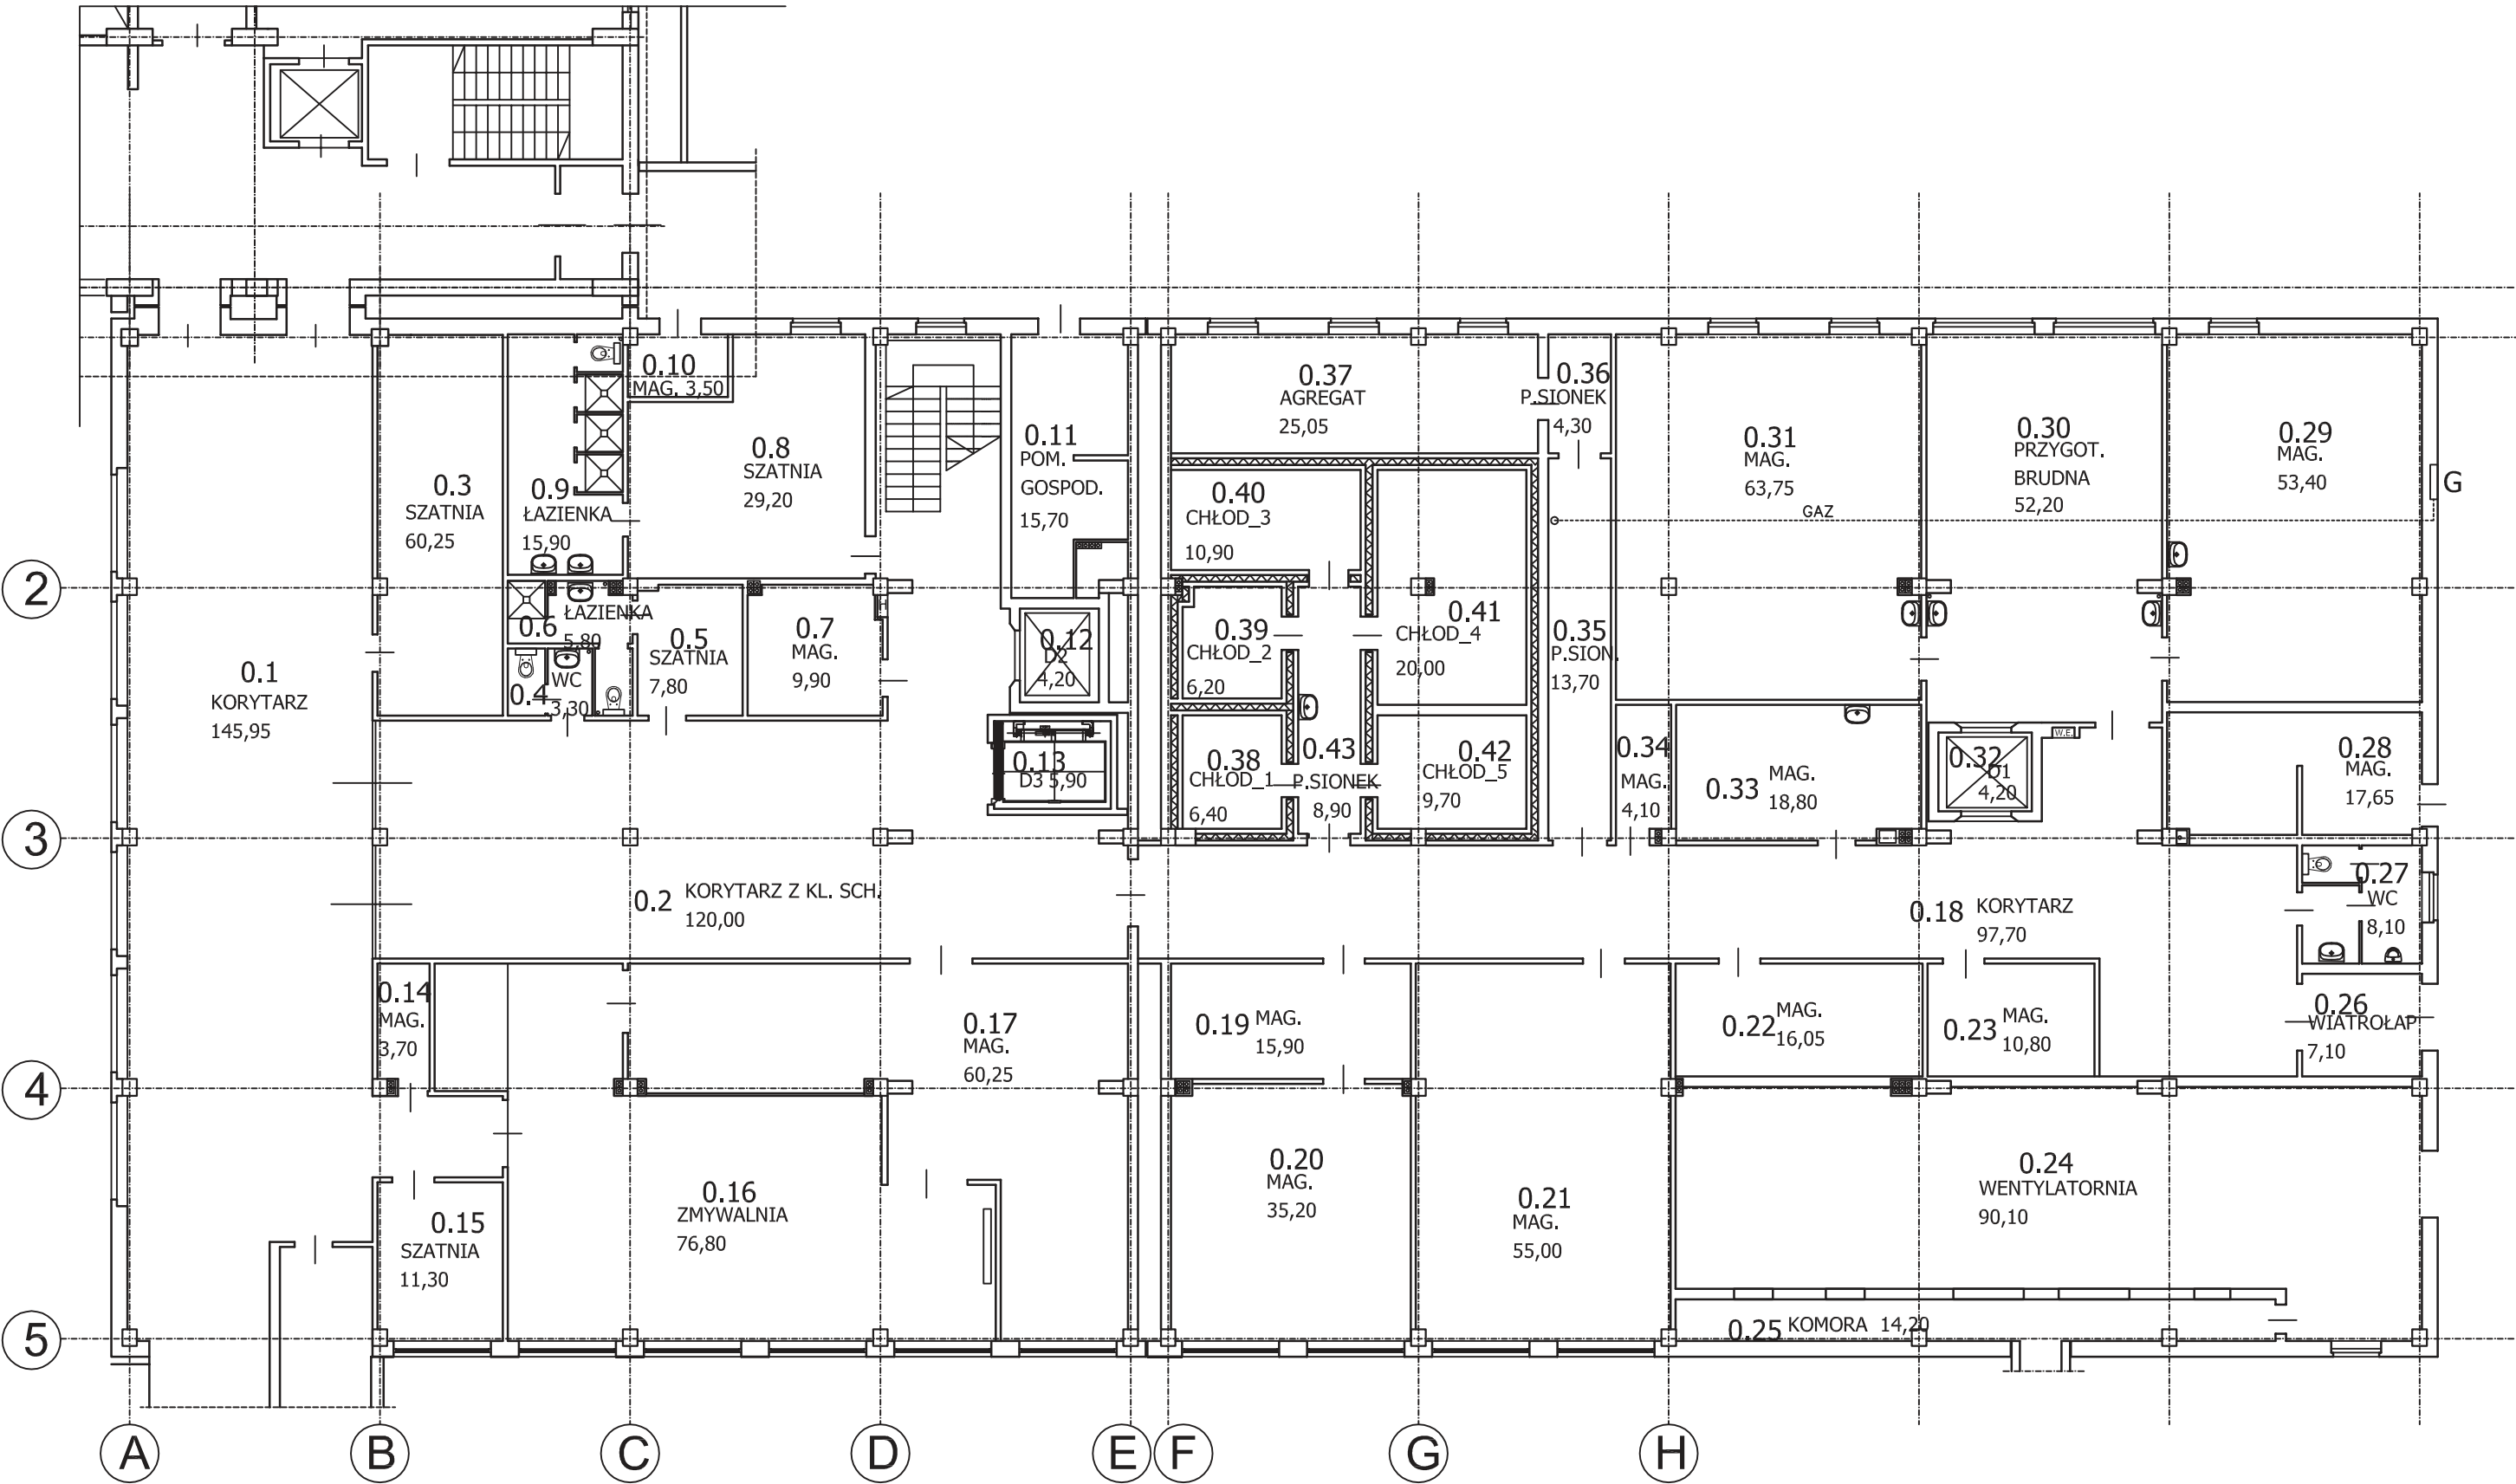 0.10
MAG. 3,50
0.37
AGREGAT
25,05
0.36
P.SIONEK
4,30
0.11
POM.
GOSPOD.
15,70
0.8
SZATNIA
29,20
0.31
MAG.
63,75
0.30
PRZYGOT.
BRUDNA
52,20
0.29
MAG.
53,40
G
0.3
SZATNIA
60,25
0.9
ŁAZIENKA
15,90
0.40
CHŁOD_3
10,90
GAZ
2
0.6
ŁAZIENKA
5,80
0.5
SZATNIA
7,80
0.7
MAG.
9,90
H
0.12
D2
4,20
0.39
CHŁOD_2
6,20
0.41
CHŁOD_4
20,00
0.35
P.SION.
13,70
0.1
KORYTARZ
145,95
0.4
WC
3,30
0.13
D3 5,90
0.38
CHŁOD_1
6,40
0.43
P.SIONEK
8,90
0.42
CHŁOD_5
9,70
0.34
MAG.
4,10
0.33
MAG.
18,80
W.E.
0.32
D1
4,20
0.28
MAG.
17,65
3
0.2
KORYTARZ Z KL. SCH.
120,00
0.18
KORYTARZ
97,70
0.27
WC
8,10
0.14
MAG.
3,70
0.17
MAG.
60,25
0.19
MAG.
15,90
0.22
MAG.
16,05
0.23
MAG.
10,80
0.26
WIATROŁAP
7,10
4
0.15
SZATNIA
11,30
0.16
ZMYWALNIA
76,80
0.20
MAG.
35,20
0.21
MAG.
55,00
0.24
WENTYLATORNIA
90,10
5
0.25 KOMORA 14,20
A B C D E F G H